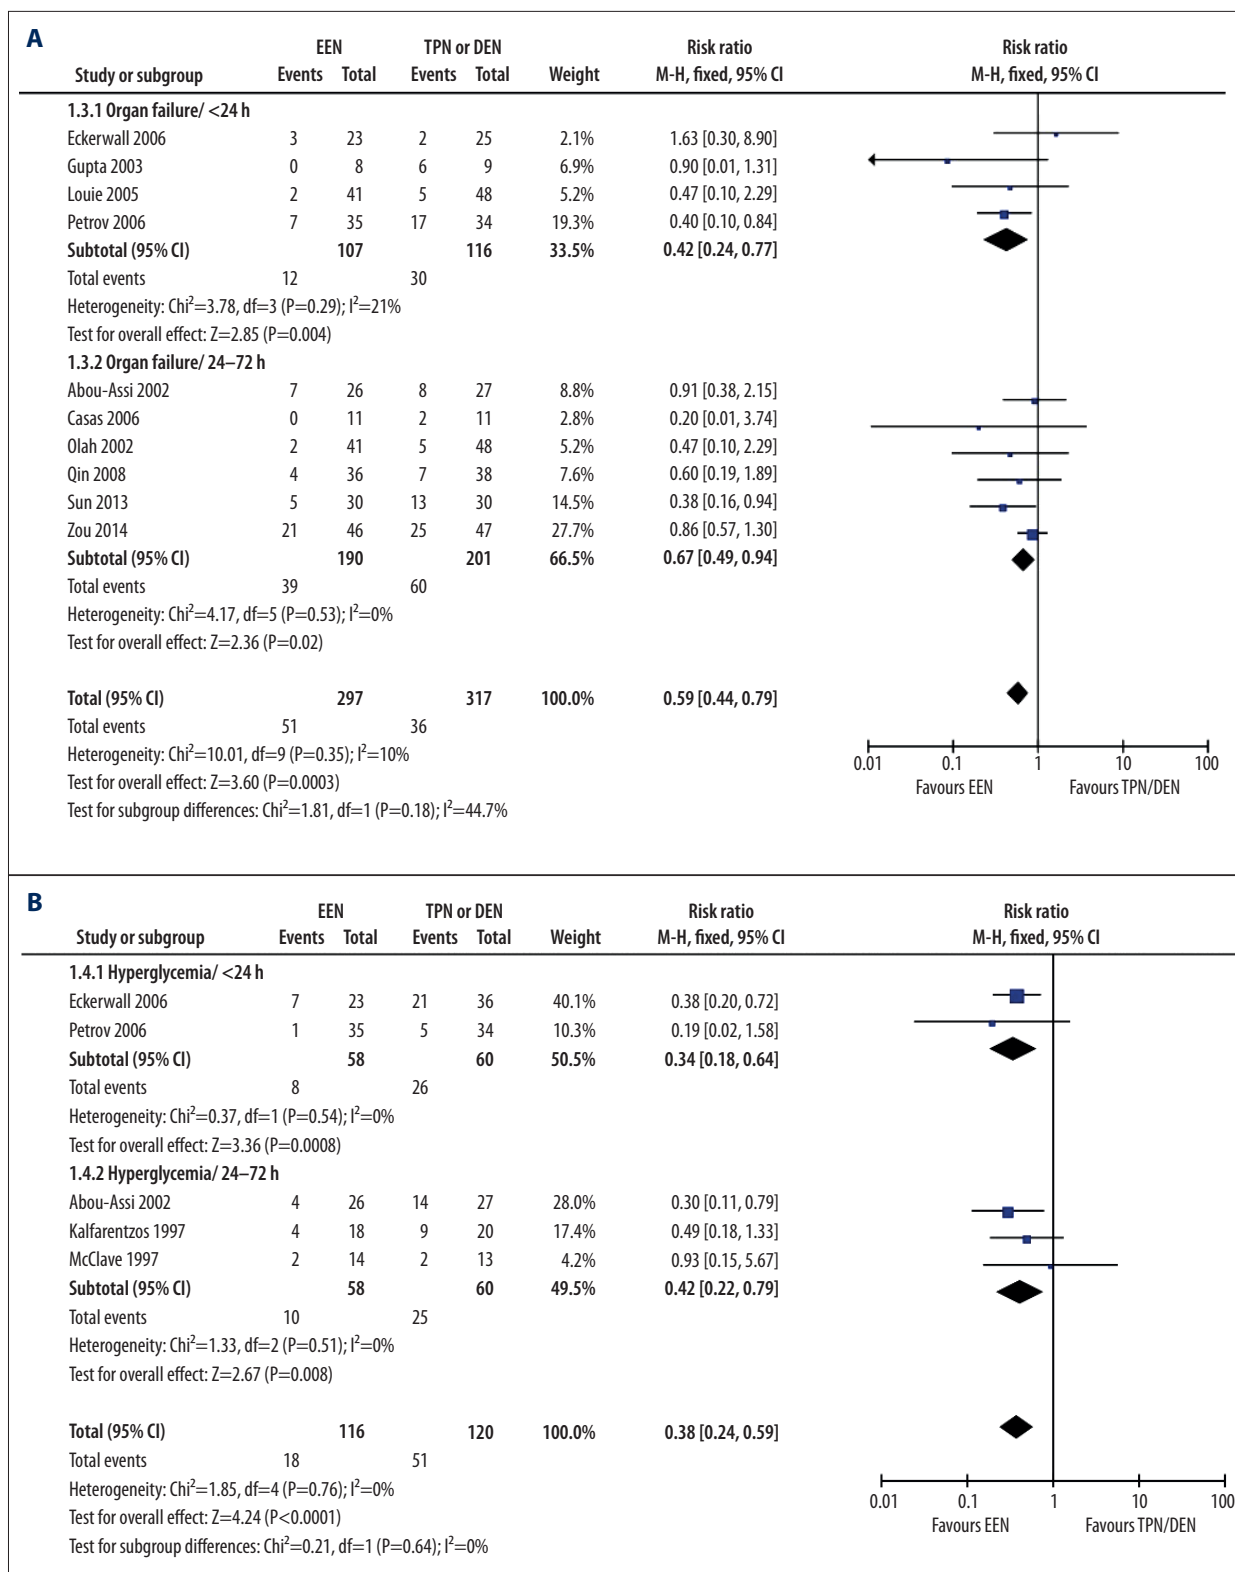 A
EEN TPN or DEN Risk ratio Risk ratio
Study or subgroup Events Total Events Total Weight M-H, fixed, 95% CI M-H, fixed, 95% CI
1.3.1 Organ failure/ <24 h
Eckerwall 2006 3 23 2 25 2.1% 1.63 [0.30, 8.90]
Gupta 2003 0 8 6 9 6.9% 0.90 [0.01, 1.31]
Louie 2005 2 41 5 48 5.2% 0.47 [0.10, 2.29]
Petrov 2006 7 35 17 34 19.3% 0.40 [0.10, 0.84]
Subtotal (95% CI) 107 116 33.5% 0.42 [0.24, 0.77]
Total events 12 30
Heterogeneity: Chi²=3.78, df=3 (P=0.29); I²=21%
Test for overall effect: Z=2.85 (P=0.004)
1.3.2 Organ failure/ 24–72 h
Abou-Assi 2002 7 26 8 27 8.8% 0.91 [0.38, 2.15]
Casas 2006 0 11 2 11 2.8% 0.20 [0.01, 3.74]
Olah 2002 2 41 5 48 5.2% 0.47 [0.10, 2.29]
Qin 2008 4 36 7 38 7.6% 0.60 [0.19, 1.89]
Sun 2013 5 30 13 30 14.5% 0.38 [0.16, 0.94]
Zou 2014 21 46 25 47 27.7% 0.86 [0.57, 1.30]
Subtotal (95% CI) 190 201 66.5% 0.67 [0.49, 0.94]
Total events 39 60
Heterogeneity: Chi²=4.17, df=5 (P=0.53); I²=0%
Test for overall effect: Z=2.36 (P=0.02)
Total (95% CI) 297 317 100.0% 0.59 [0.44, 0.79]
Total events 51 36
Heterogeneity: Chi²=10.01, df=9 (P=0.35); I²=10%
Test for overall effect: Z=3.60 (P=0.0003)
Test for subgroup differences: Chi²=1.81, df=1 (P=0.18); I²=44.7%
0.01 0.1 1 10 100
Favours EEN Favours TPN/DEN
B
EEN TPN or DEN Risk ratio Risk ratio
Study or subgroup Events Total Events Total Weight M-H, fixed, 95% CI M-H, fixed, 95% CI
1.4.1 Hyperglycemia/ <24 h
Eckerwall 2006 7 23 21 36 40.1% 0.38 [0.20, 0.72]
Petrov 2006 1 35 5 34 10.3% 0.19 [0.02, 1.58]
Subtotal (95% CI) 58 60 50.5% 0.34 [0.18, 0.64]
Total events 8 26
Heterogeneity: Chi²=0.37, df=1 (P=0.54); I²=0%
Test for overall effect: Z=3.36 (P=0.0008)
1.4.2 Hyperglycemia/ 24–72 h
Abou-Assi 2002 4 26 14 27 28.0% 0.30 [0.11, 0.79]
Kalfarentzos 1997 4 18 9 20 17.4% 0.49 [0.18, 1.33]
McClave 1997 2 14 2 13 4.2% 0.93 [0.15, 5.67]
Subtotal (95% CI) 58 60 49.5% 0.42 [0.22, 0.79]
Total events 10 25
Heterogeneity: Chi²=1.33, df=2 (P=0.51); I²=0%
Test for overall effect: Z=2.67 (P=0.008)
Total (95% CI) 116 120 100.0% 0.38 [0.24, 0.59]
Total events 18 51
Heterogeneity: Chi²=1.85, df=4 (P=0.76); I²=0%
Test for overall effect: Z=4.24 (P<0.0001)
Test for subgroup differences: Chi²=0.21, df=1 (P=0.64); I²=0%
0.01 0.1 1 10 100
Favours EEN Favours TPN/DEN